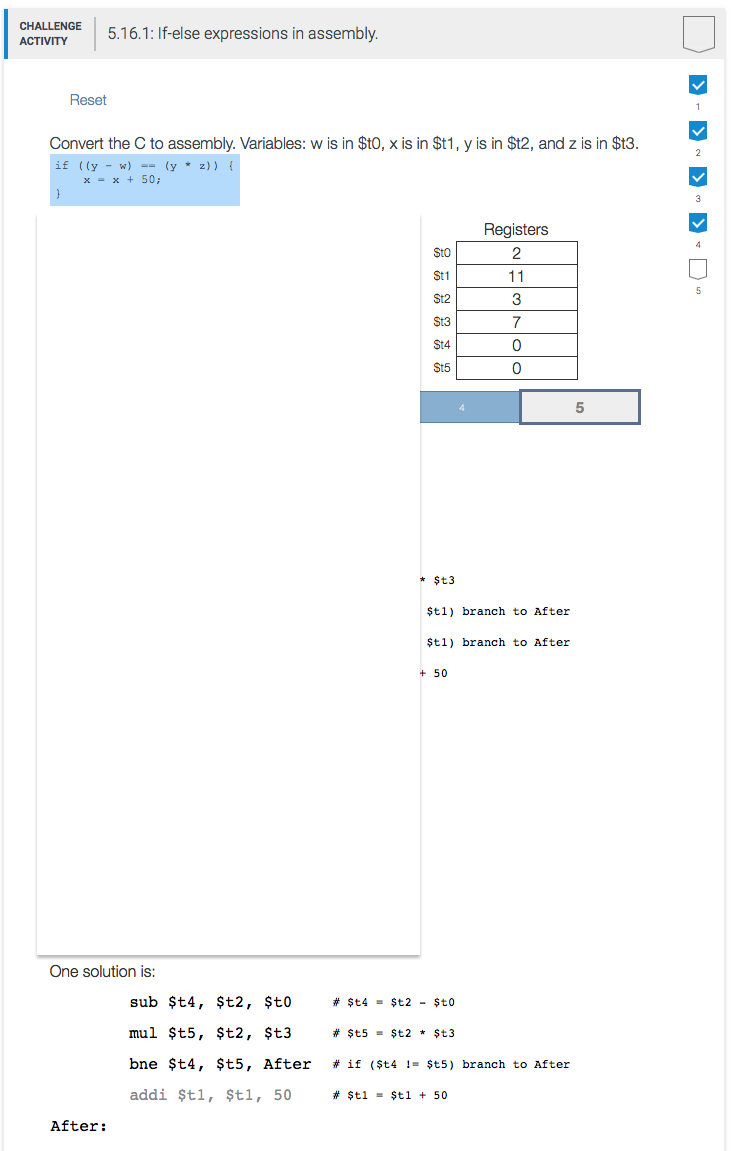 CHALLENGE ACTIVITY
5.16.1: If-else expressions in assembly.
Reset
1
2
3
4
5
Convert the C to assembly. Variables: w is in $t0, x is in $t1, y is in $t2, and z is in $t3.
if ((y - w) == (y * z)) {
x = x + 50;
}
Registers
$t0 2
$t1 11
$t2 3
$t3 7
$t4 0
$t5 0
4 5
* $t3
$t1) branch to After
$t1) branch to After
+ 50
One solution is:
sub $t4, $t2, $t0 # $t4 = $t2 - $t0
mul $t5, $t2, $t3 # $t5 = $t2 * $t3
bne $t4, $t5, After # if ($t4 != $t5) branch to After
addi $t1, $t1, 50 # $t1 = $t1 + 50
After: